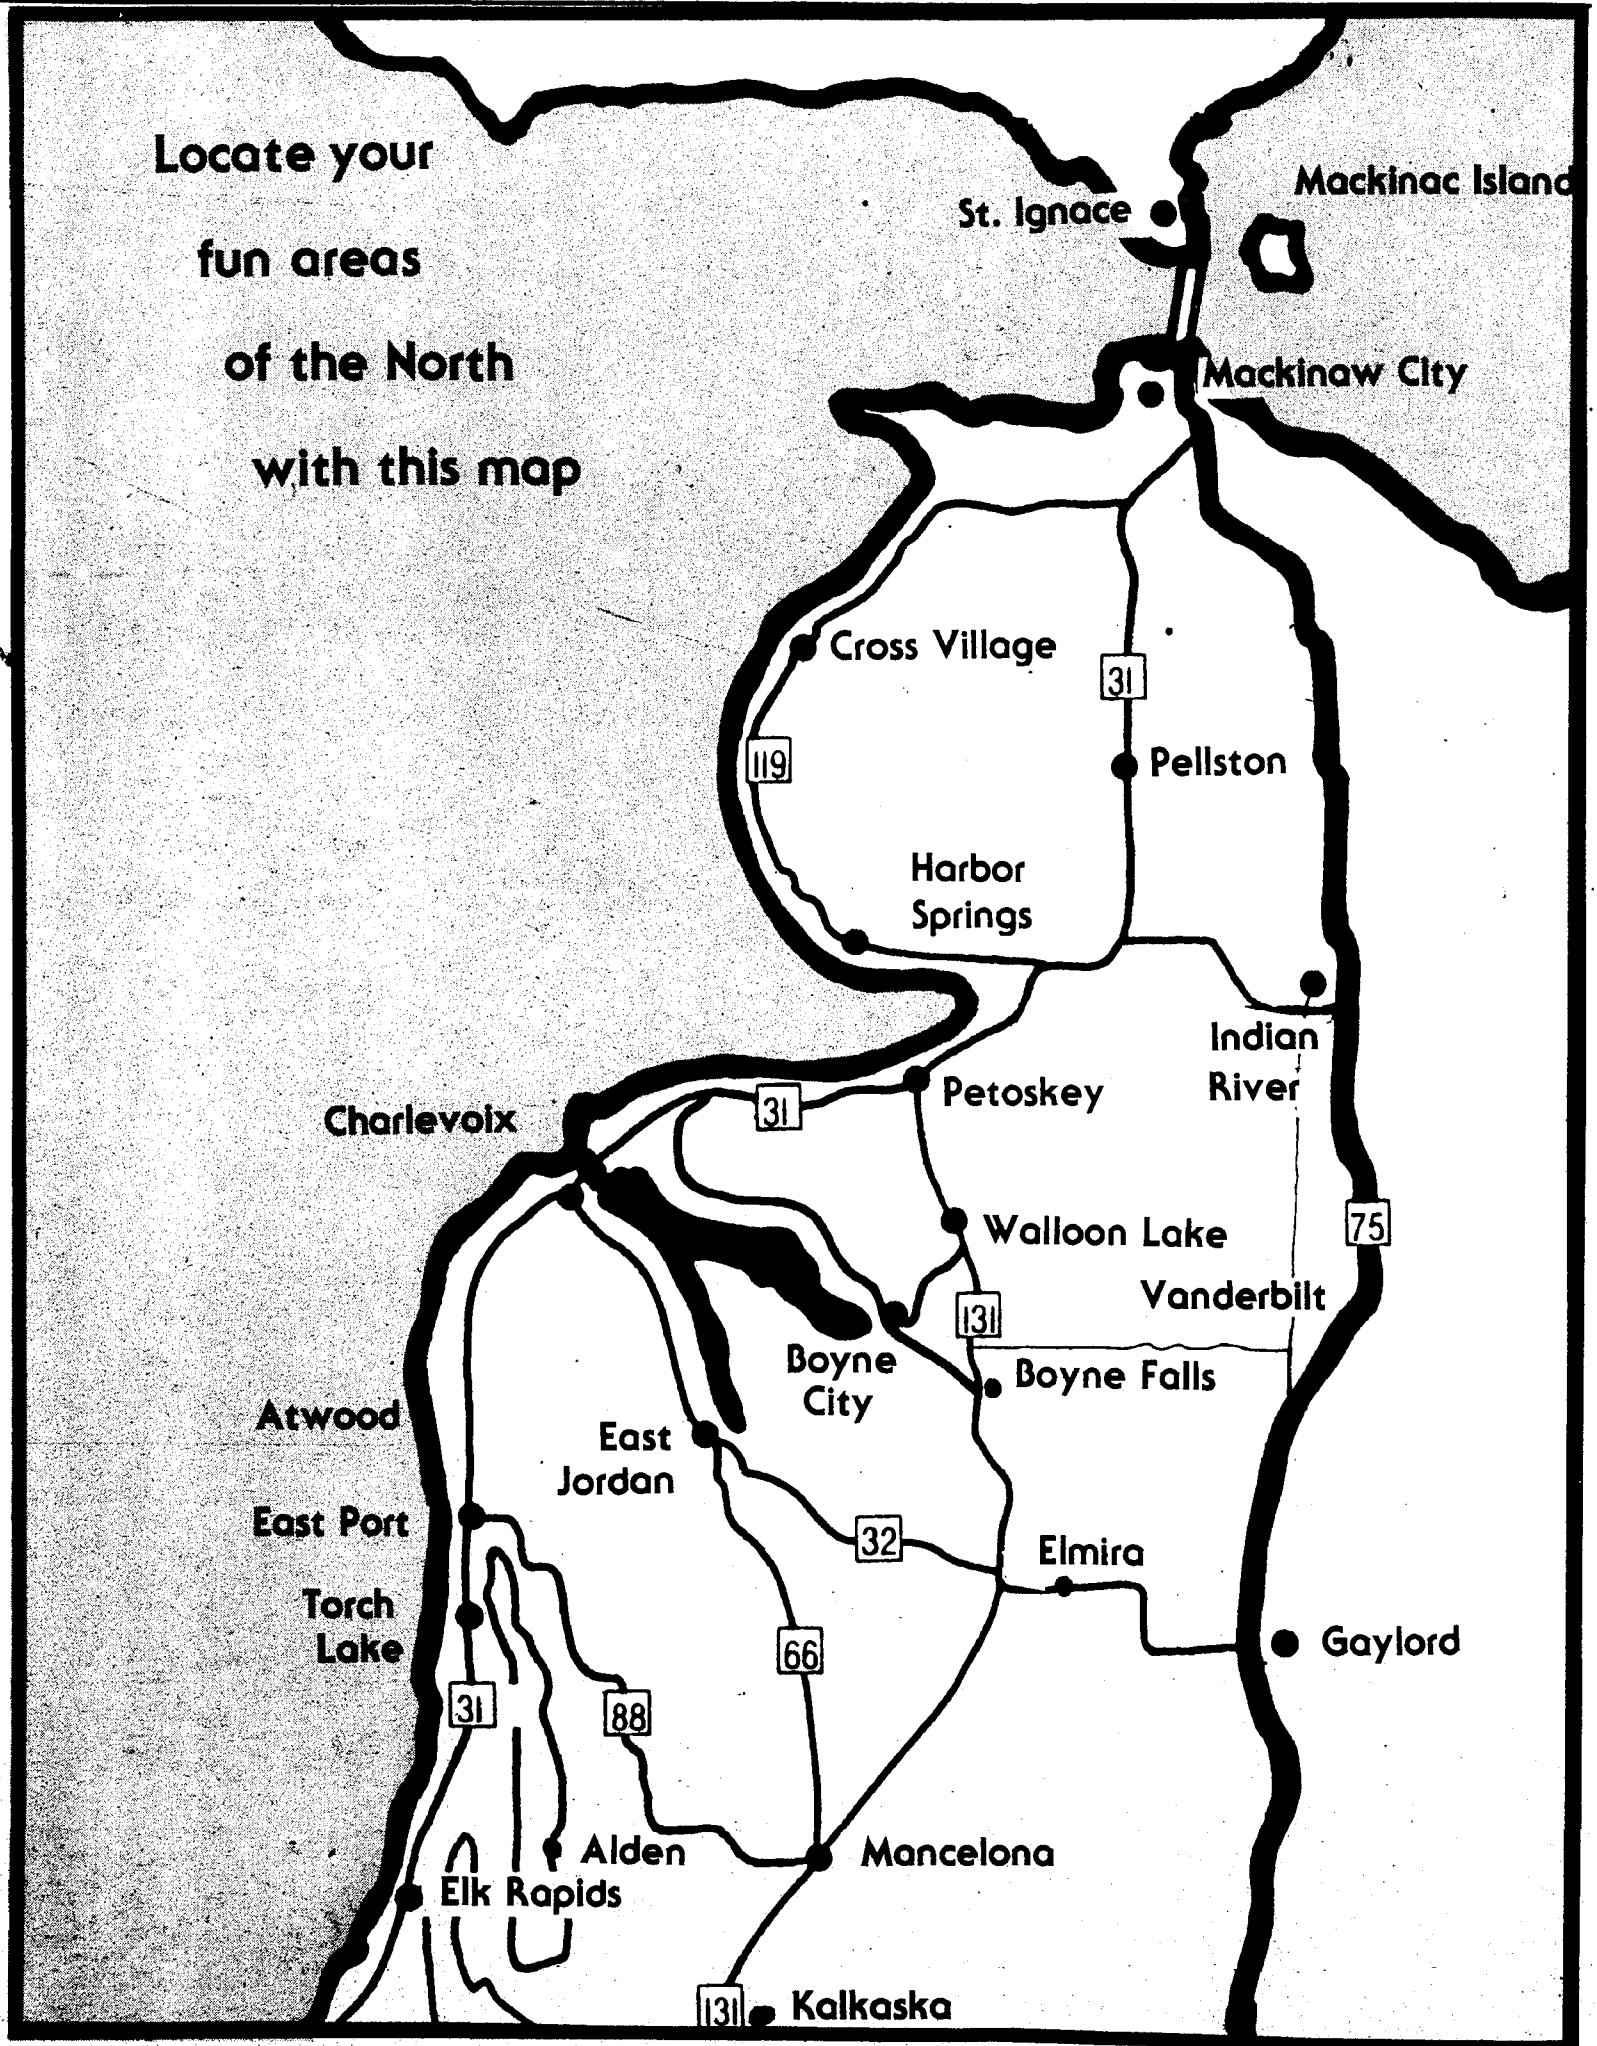 Locate your
fun areas
of the North
with this map
Mackinac Island
St. Ignace
Mackinaw City
Cross Village
31
119
Pellston
Harbor
Springs
Indian
River
Petoskey
31
Charlevoix
Walloon Lake
75
Vanderbilt
131
Boyne
City
Boyne Falls
Atwood
East
Jordan
East Port
32
Elmira
Torch
Lake
66
Gaylord
31
88
Alden
Mancelona
Elk Rapids
131
Kalkaska